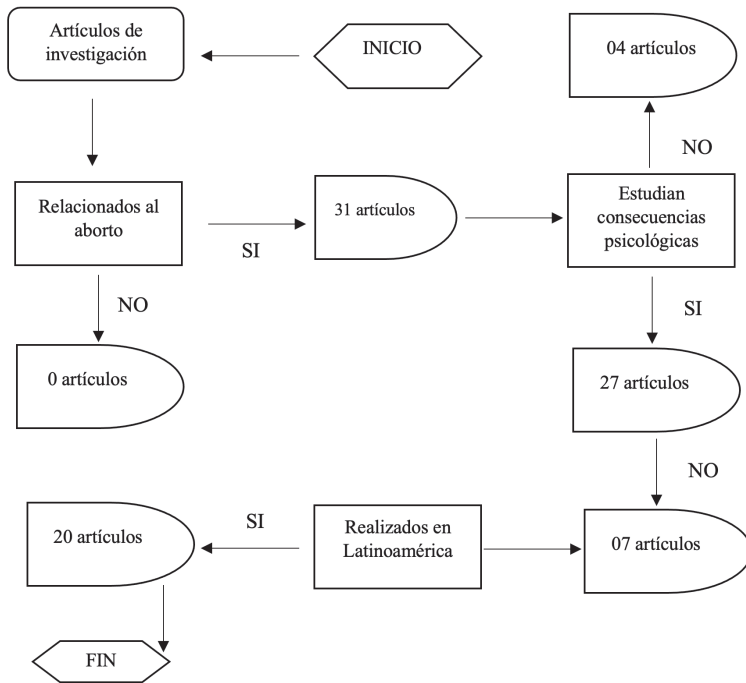 Artículos de
investigación
INICIO
04 artículos
NO
Relacionados al
aborto
SI
31 artículos
Estudian
consecuencias
psicológicas
NO
SI
0 artículos
27 artículos
NO
20 artículos
SI
Realizados en
Latinoamérica
07 artículos
FIN